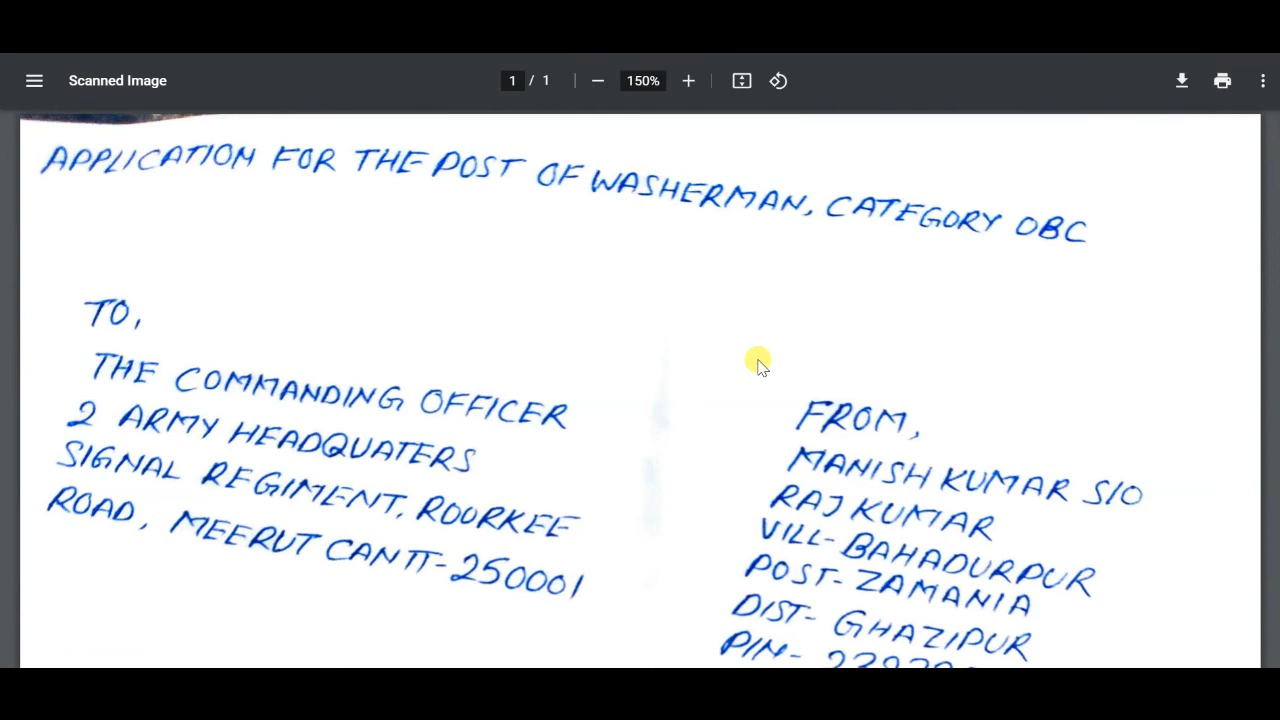 Scanned Image
1 / 1
150%
APPLICATION FOR THE POST OF WASHERMAN, CATEGORY OBC
TO,
THE COMMANDING OFFICER
2 ARMY HEADQUATERS
SIGNAL REGIMENT, ROORKEE
ROAD, MEERUT CANTT-250001
FROM,
MANISH KUMAR S/O
RAJ KUMAR
VILL-BAHADURPUR
POST-ZAMANIA
DIST- GHAZIPUR
PIN-